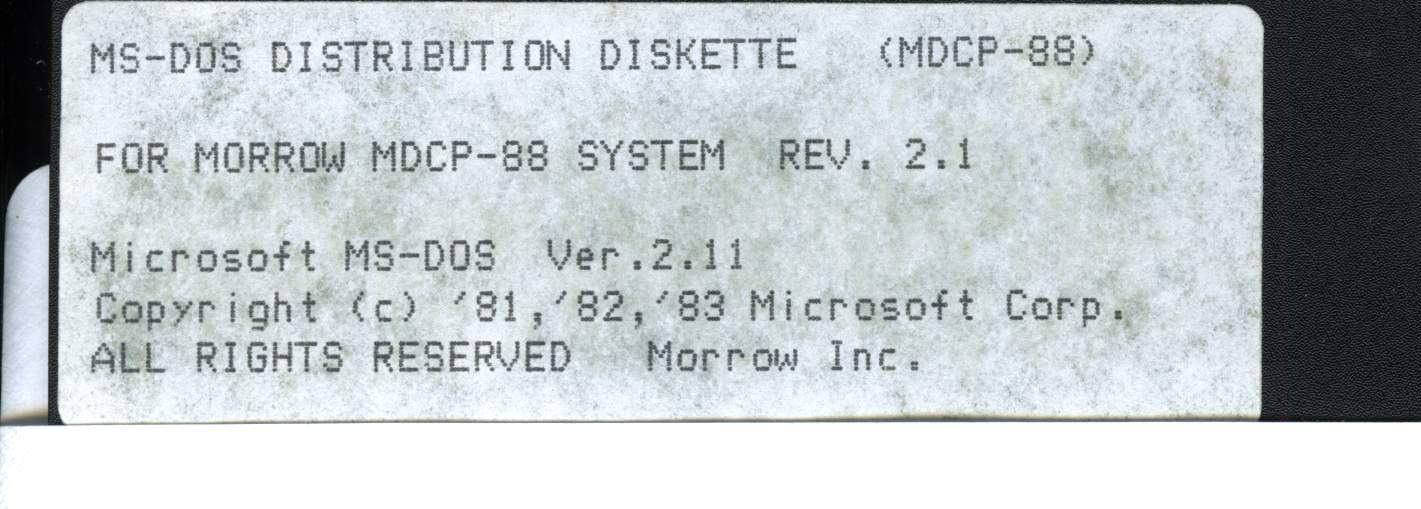 MS-DOS DISTRIBUTION DISKETTE (MDCP-88)
FOR MORROW MDCP-88 SYSTEM REV. 2.1
Microsoft MS-DOS Ver.2.11
Copyright (c) '81,'82,'83 Microsoft Corp.
ALL RIGHTS RESERVED Morrow Inc.